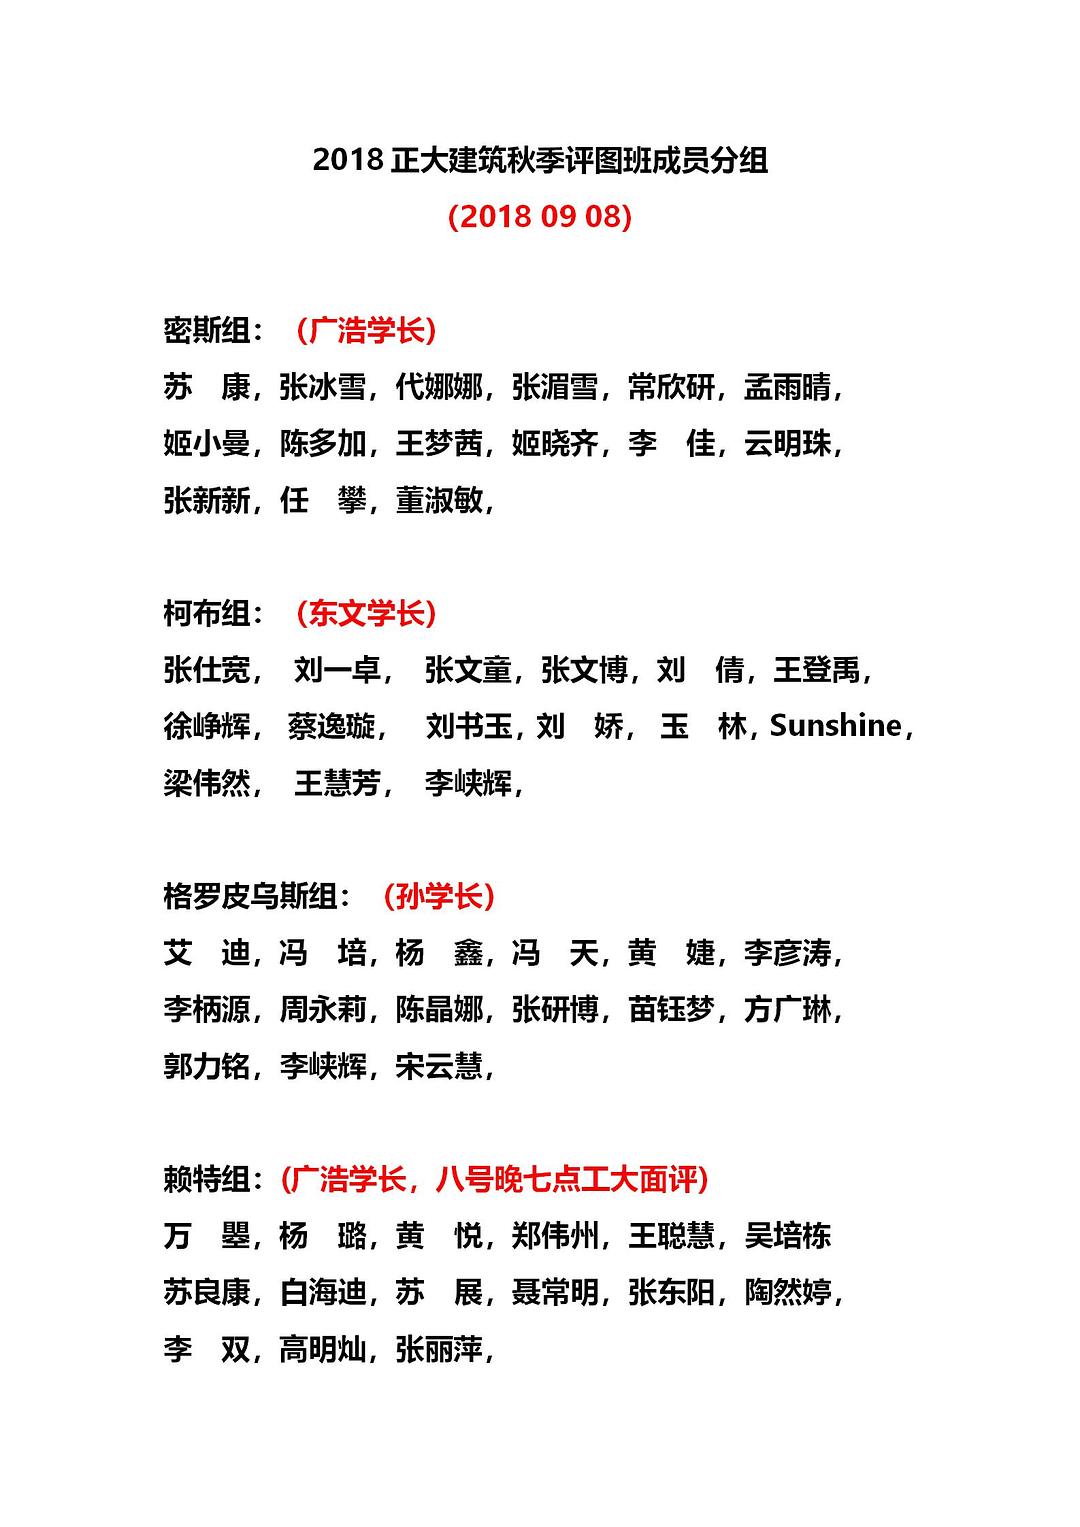 2018 正大建筑秋季评图班成员分组
(2018 09 08)
密斯组：（广浩学长）
苏　康，张冰雪，代娜娜，张湄雪，常欣研，孟雨晴，
姬小曼，陈多加，王梦茜，姬晓齐，李　佳，云明珠，
张新新，任　攀，董淑敏，
柯布组：（东文学长）
张仕宽，　刘一卓，　张文童，张文博，刘　倩，王登禹，
徐峥辉，　蔡逸璇，　刘书玉，刘　娇，　玉　林，Sunshine，
梁伟然，　王慧芳，　李峡辉，
格罗皮乌斯组：（孙学长）
艾　迪，冯　培，杨　鑫，冯　天，黄　婕，李彦涛，
李柄源，周永莉，陈晶娜，张研博，苗钰梦，方广琳，
郭力铭，李峡辉，宋云慧，
赖特组：(广浩学长，八号晚七点工大面评)
万　曌，杨　璐，黄　悦，郑伟州，王聪慧，吴培栋
苏良康，白海迪，苏　展，聂常明，张东阳，陶然婷，
李　双，高明灿，张丽萍，